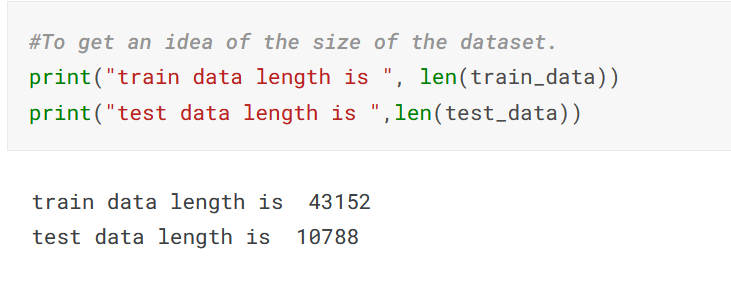 #To get an idea of the size of the dataset.
print("train data length is ", len(train_data))
print("test data length is ",len(test_data))
train data length is  43152
test data length is  10788